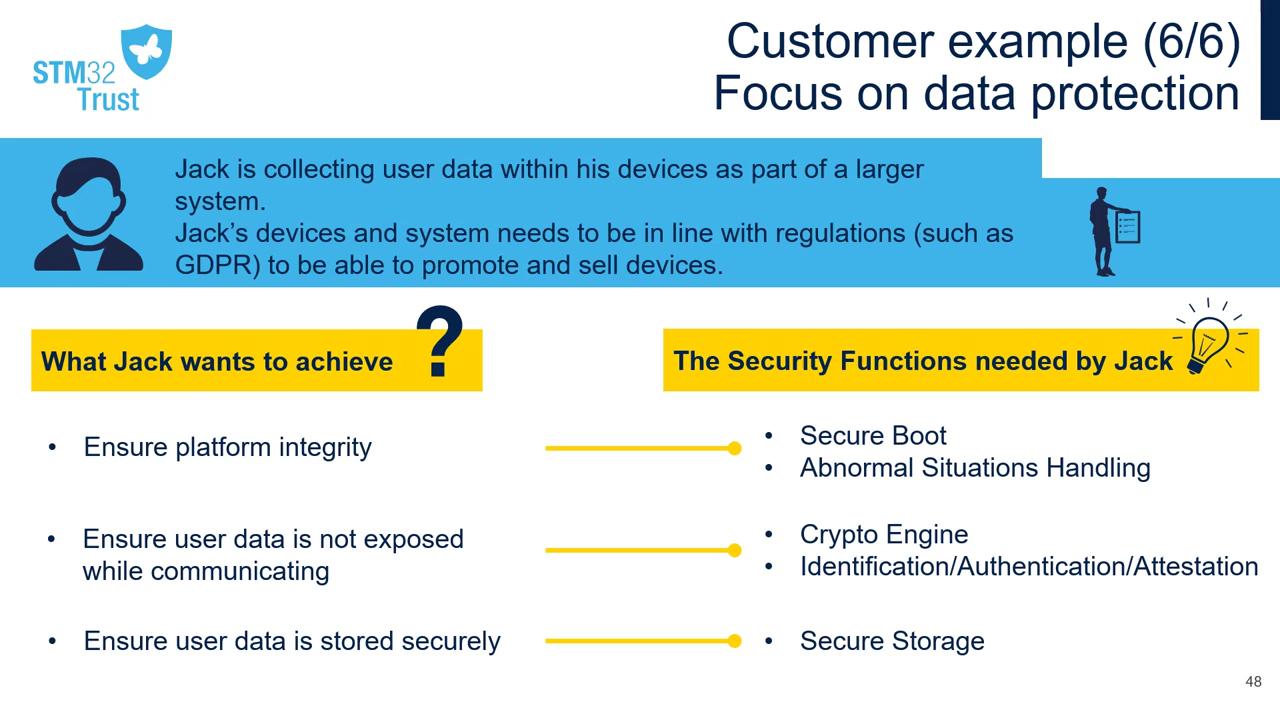 STM32
Trust
Customer example (6/6)
Focus on data protection
Jack is collecting user data within his devices as part of a larger
system.
Jack’s devices and system needs to be in line with regulations (such as
GDPR) to be able to promote and sell devices.
What Jack wants to achieve
?
The Security Functions needed by Jack
• Ensure platform integrity
• Secure Boot
• Abnormal Situations Handling
• Ensure user data is not exposed
while communicating
• Crypto Engine
• Identification/Authentication/Attestation
• Ensure user data is stored securely
• Secure Storage
48